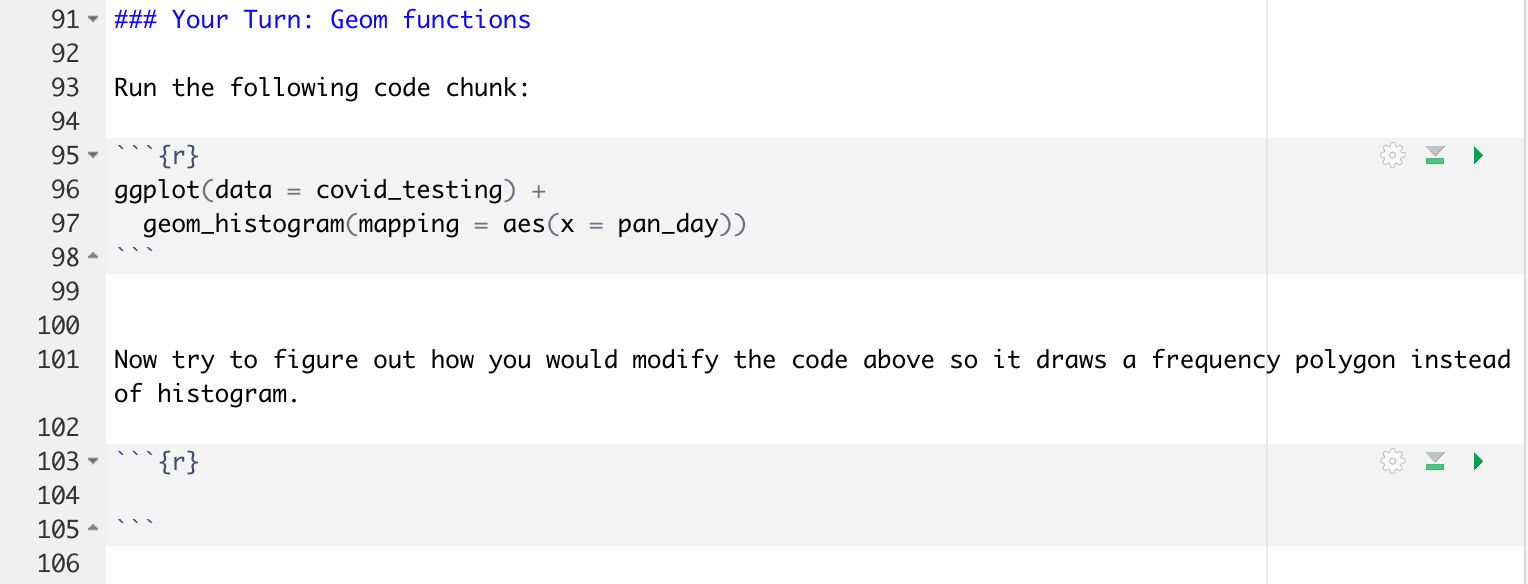 91 ### Your Turn: Geom functions
92
93 Run the following code chunk:
94
95 ```{r}
96 ggplot(data = covid_testing) +
97   geom_histogram(mapping = aes(x = pan_day))
98 ```
99
100
101 Now try to figure out how you would modify the code above so it draws a frequency polygon instead
of histogram.
102
103 ```{r}
104
105 ```
106